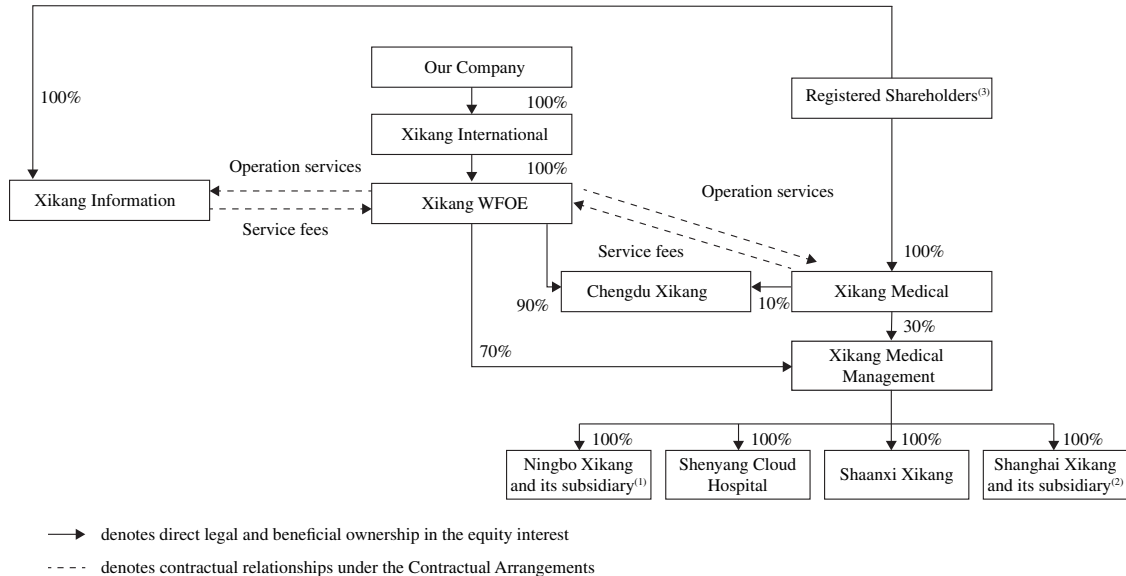 Our Company
Registered Shareholders(3)
100%
100%
Xikang International
Operation services
100%
Operation services
Xikang Information
Xikang WFOE
Service fees
Service fees
100%
Chengdu Xikang
Xikang Medical
90%
10%
30%
70%
Xikang Medical
Management
100%
100%
100%
100%
Ningbo Xikang
and its subsidiary(1)
Shenyang Cloud
Hospital
Shaanxi Xikang
Shanghai Xikang
and its subsidiary(2)
denotes direct legal and beneficial ownership in the equity interest
denotes contractual relationships under the Contractual Arrangements